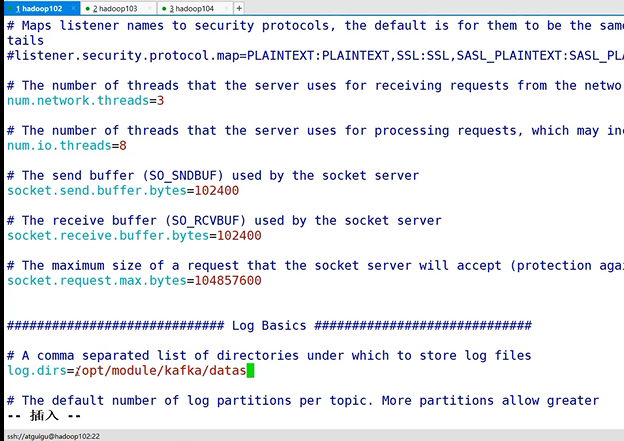 1 hadoop102 2 hadoop103 3 hadoop104 +
# Maps listener names to security protocols, the default is for them to be the same
tails
#listener.security.protocol.map=PLAINTEXT:PLAINTEXT,SSL:SSL,SASL_PLAINTEXT:SASL_PLA
# The number of threads that the server uses for receiving requests from the netwo
num.network.threads=3
# The number of threads that the server uses for processing requests, which may inc
num.io.threads=8
# The send buffer (SO_SNDBUF) used by the socket server
socket.send.buffer.bytes=102400
# The receive buffer (SO_RCVBUF) used by the socket server
socket.receive.buffer.bytes=102400
# The maximum size of a request that the socket server will accept (protection agai
socket.request.max.bytes=104857600
############################# Log Basics #############################
# A comma separated list of directories under which to store log files
log.dirs=/opt/module/kafka/datas
# The default number of log partitions per topic. More partitions allow greater
-- 插入 --
ssh://atguigu@hadoop102:22